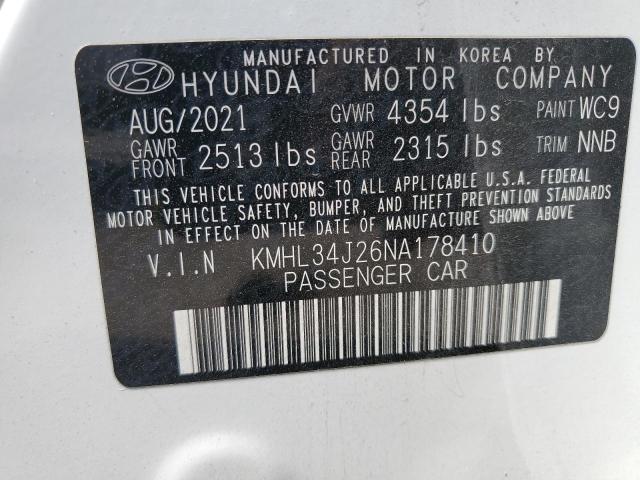 MANUFACTURED IN KOREA BY
HYUNDAI MOTOR COMPANY
AUG/2021 GVWR 4354 lbs PAINT WC9
GAWR FRONT 2513 lbs GAWR REAR 2315 lbs TRIM NNB
THIS VEHICLE CONFORMS TO ALL APPLICABLE U.S.A. FEDERAL
MOTOR VEHICLE SAFETY, BUMPER, AND THEFT PREVENTION STANDARDS
IN EFFECT ON THE DATE OF MANUFACTURE SHOWN ABOVE
V.I.N KMHL34J26NA178410
PASSENGER CAR